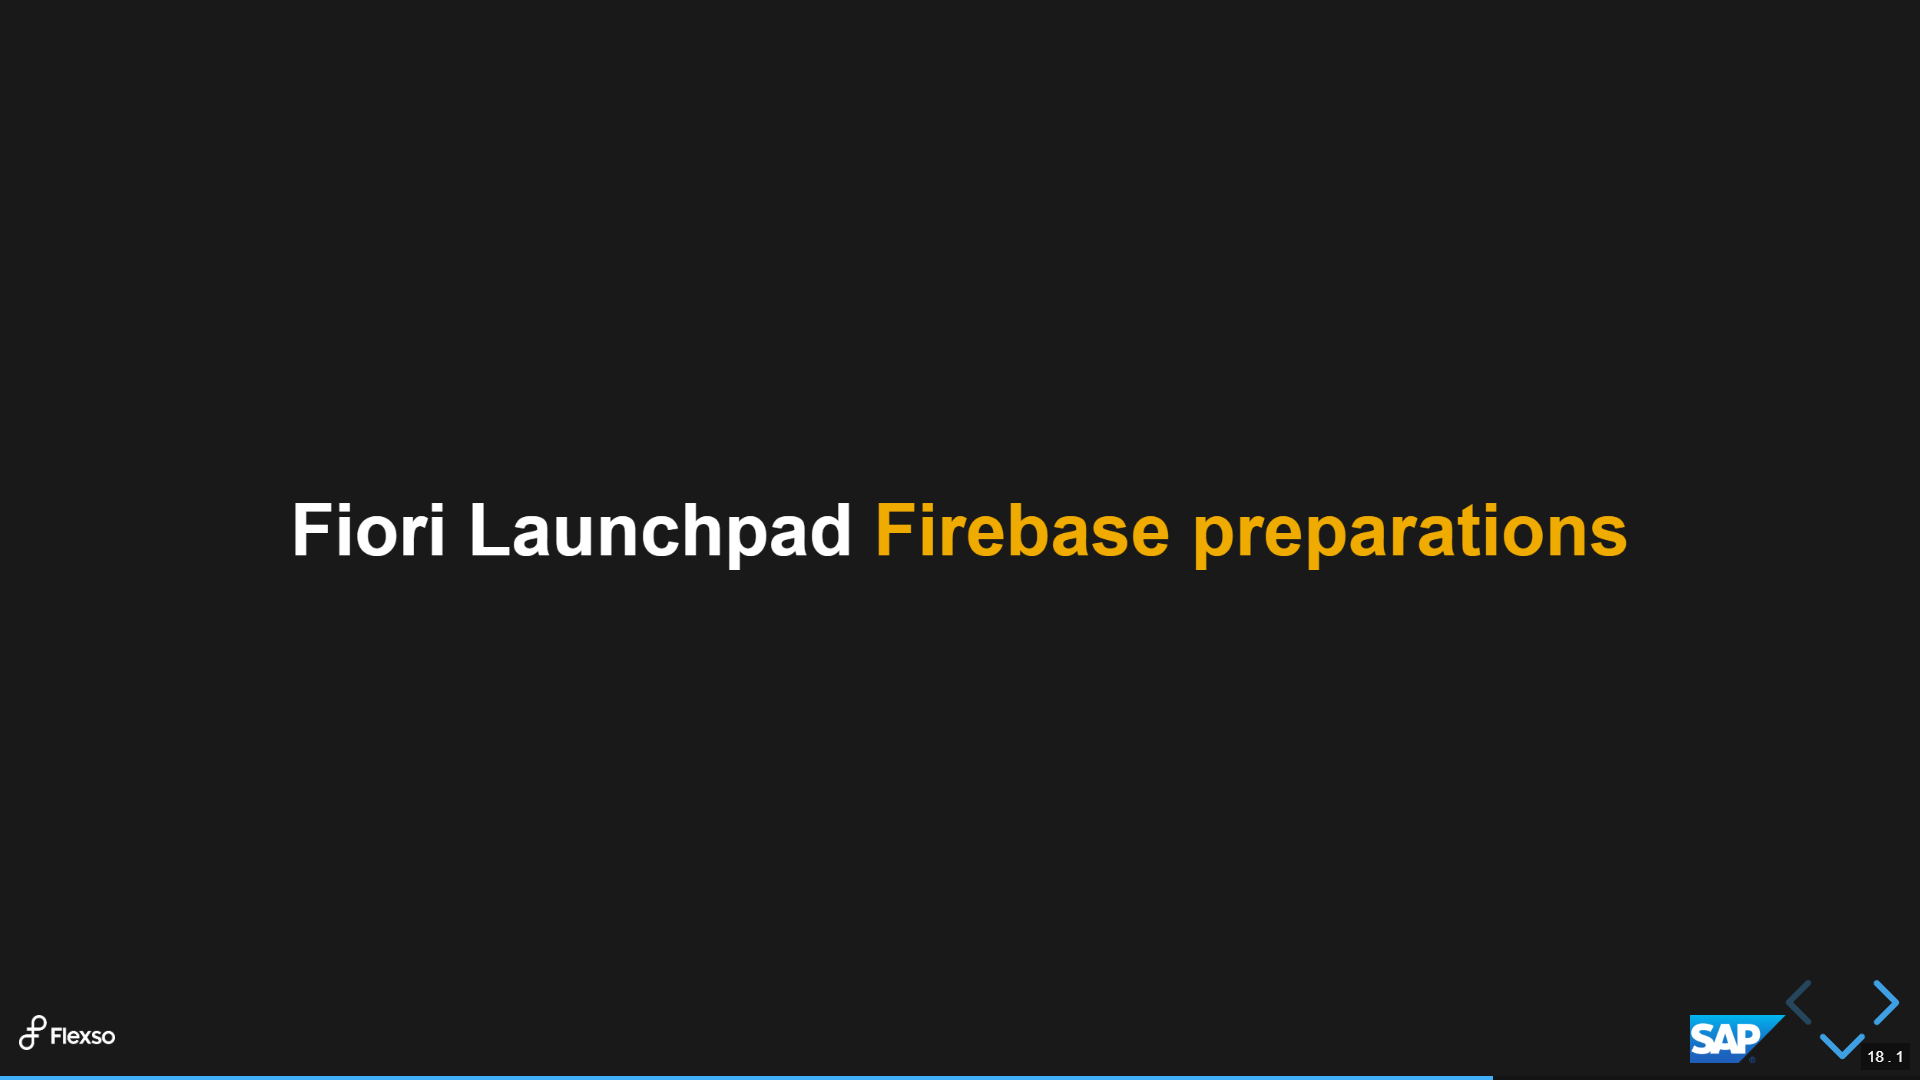 Fiori Launchpad Firebase preparations
Flexso
SAP
18 . 1